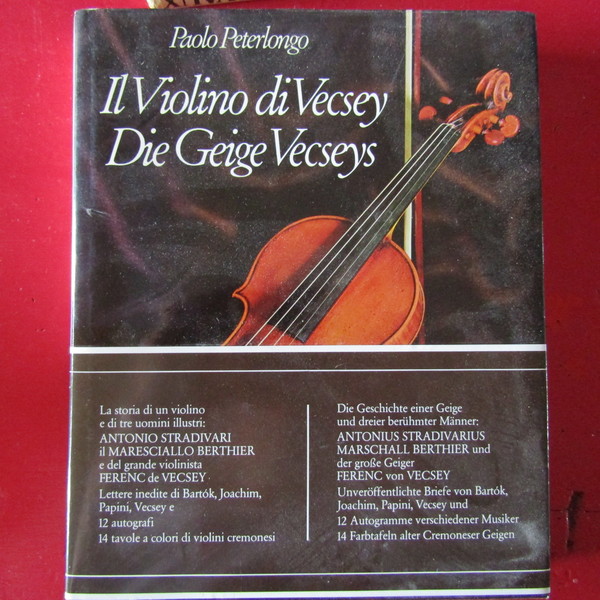 Paolo Peterlongo
Il Violino di Vecsey
Die Geige Vecseys
La storia di un violino
e di tre uomini illustri:
ANTONIO STRADIVARI
il MARESCIALLO BERTHIER
e del grande violinista
FERENC de VECSEY
Lettere inedite di Bartók, Joachim,
Papini, Vecsey e
12 autografi
14 tavole a colori di violini cremonesi
Die Geschichte einer Geige
und dreier berühmter Männer:
ANTONIUS STRADIVARIUS
MARSCHALL BERTHIER und
der große Geiger
FERENC von VECSEY
Unveröffentlichte Briefe von Bartók,
Joachim, Papini, Vecsey und
12 Autogramme verschiedener Musiker
14 Farbtafeln alter Cremoneser Geigen